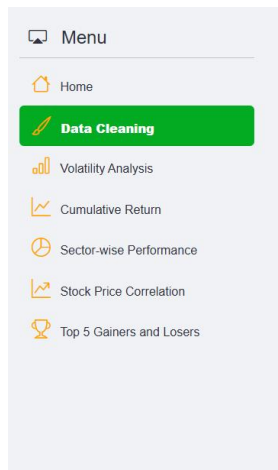 Menu
Home
Data Cleaning
Volatility Analysis
Cumulative Return
Sector-wise Performance
Stock Price Correlation
Top 5 Gainers and Losers